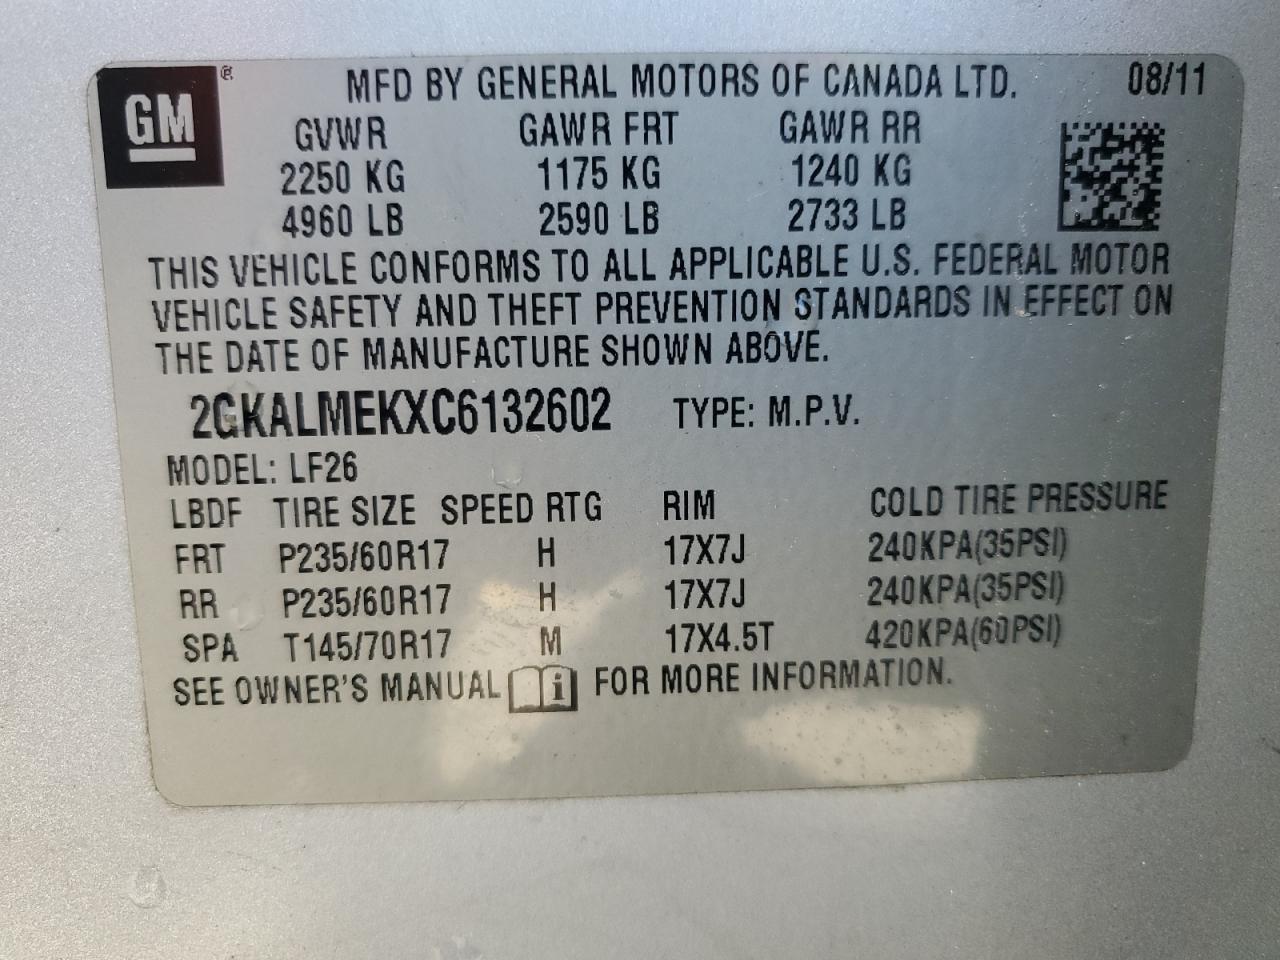 GM ® MFD BY GENERAL MOTORS OF CANADA LTD. 08/11
GVWR GAWR FRT GAWR RR
2250 KG 1175 KG 1240 KG
4960 LB 2590 LB 2733 LB
THIS VEHICLE CONFORMS TO ALL APPLICABLE U.S. FEDERAL MOTOR
VEHICLE SAFETY AND THEFT PREVENTION STANDARDS IN EFFECT ON
THE DATE OF MANUFACTURE SHOWN ABOVE.
2GKALMEKXC6132602 TYPE: M.P.V.
MODEL: LF26
LBDF TIRE SIZE SPEED RTG RIM COLD TIRE PRESSURE
FRT P235/60R17 H 17X7J 240KPA(35PSI)
RR P235/60R17 H 17X7J 240KPA(35PSI)
SPA T145/70R17 M 17X4.5T 420KPA(60PSI)
SEE OWNER'S MANUAL i FOR MORE INFORMATION.